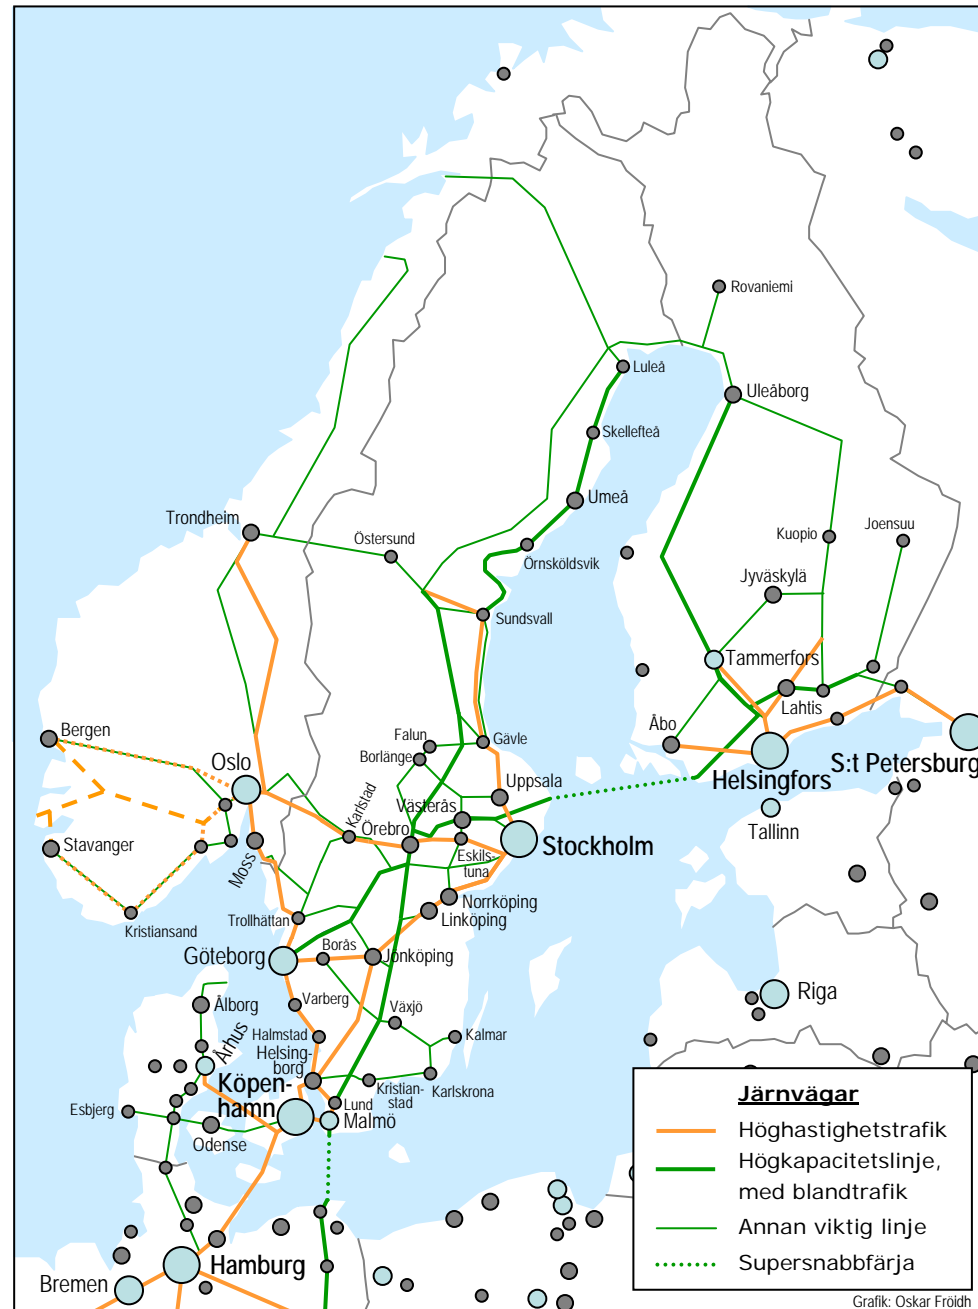 Rovaniemi
Luleå
Uleåborg
Skellefteå
Umeå
Trondheim
Östersund
Örnsköldsvik
Kuopio
Joensuu
Jyväskylä
Sundsvall
Tammerfors
Lahtis
Bergen
Falun
Gävle
Åbo
Borlänge
Oslo
Helsingfors
S:t Petersburg
Uppsala
Karlstad
Västerås
Tallinn
Örebro
Stockholm
Stavanger
Moss
Eskils-
tuna
Norrköping
Linköping
Kristiansand
Trollhättan
Göteborg
Borås
Jönköping
Riga
Ålborg
Varberg
Växjö
Århus
Halmstad
Kalmar
Helsing-
borg
Köpen-
hamn
Kristian-
stad
Karlskrona
Esbjerg
Lund
Malmö
Odense
Hamburg
Bremen
Järnvägar
Höghastighetstrafik
Högkapacitetslinje,
med blandtrafik
Annan viktig linje
Supersnabbfärja
Grafik: Oskar Fröidh